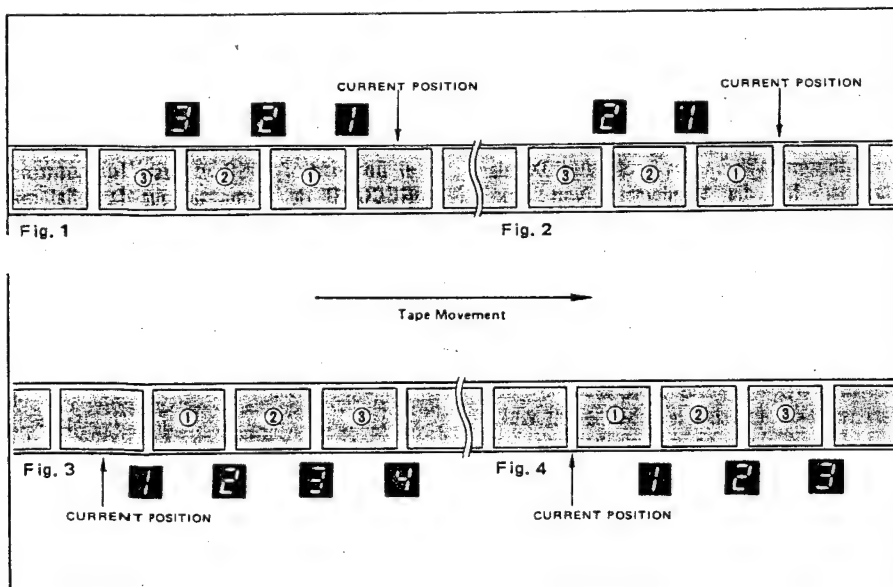 CURRENT POSITION
CURRENT POSITION
3 2 1
2 1
③ ② ①
③ ② ①
Fig. 1
Fig. 2
Tape Movement
① ② ③
① ② ③
Fig. 3
Fig. 4
1 2 3 4
1 2 3
CURRENT POSITION
CURRENT POSITION